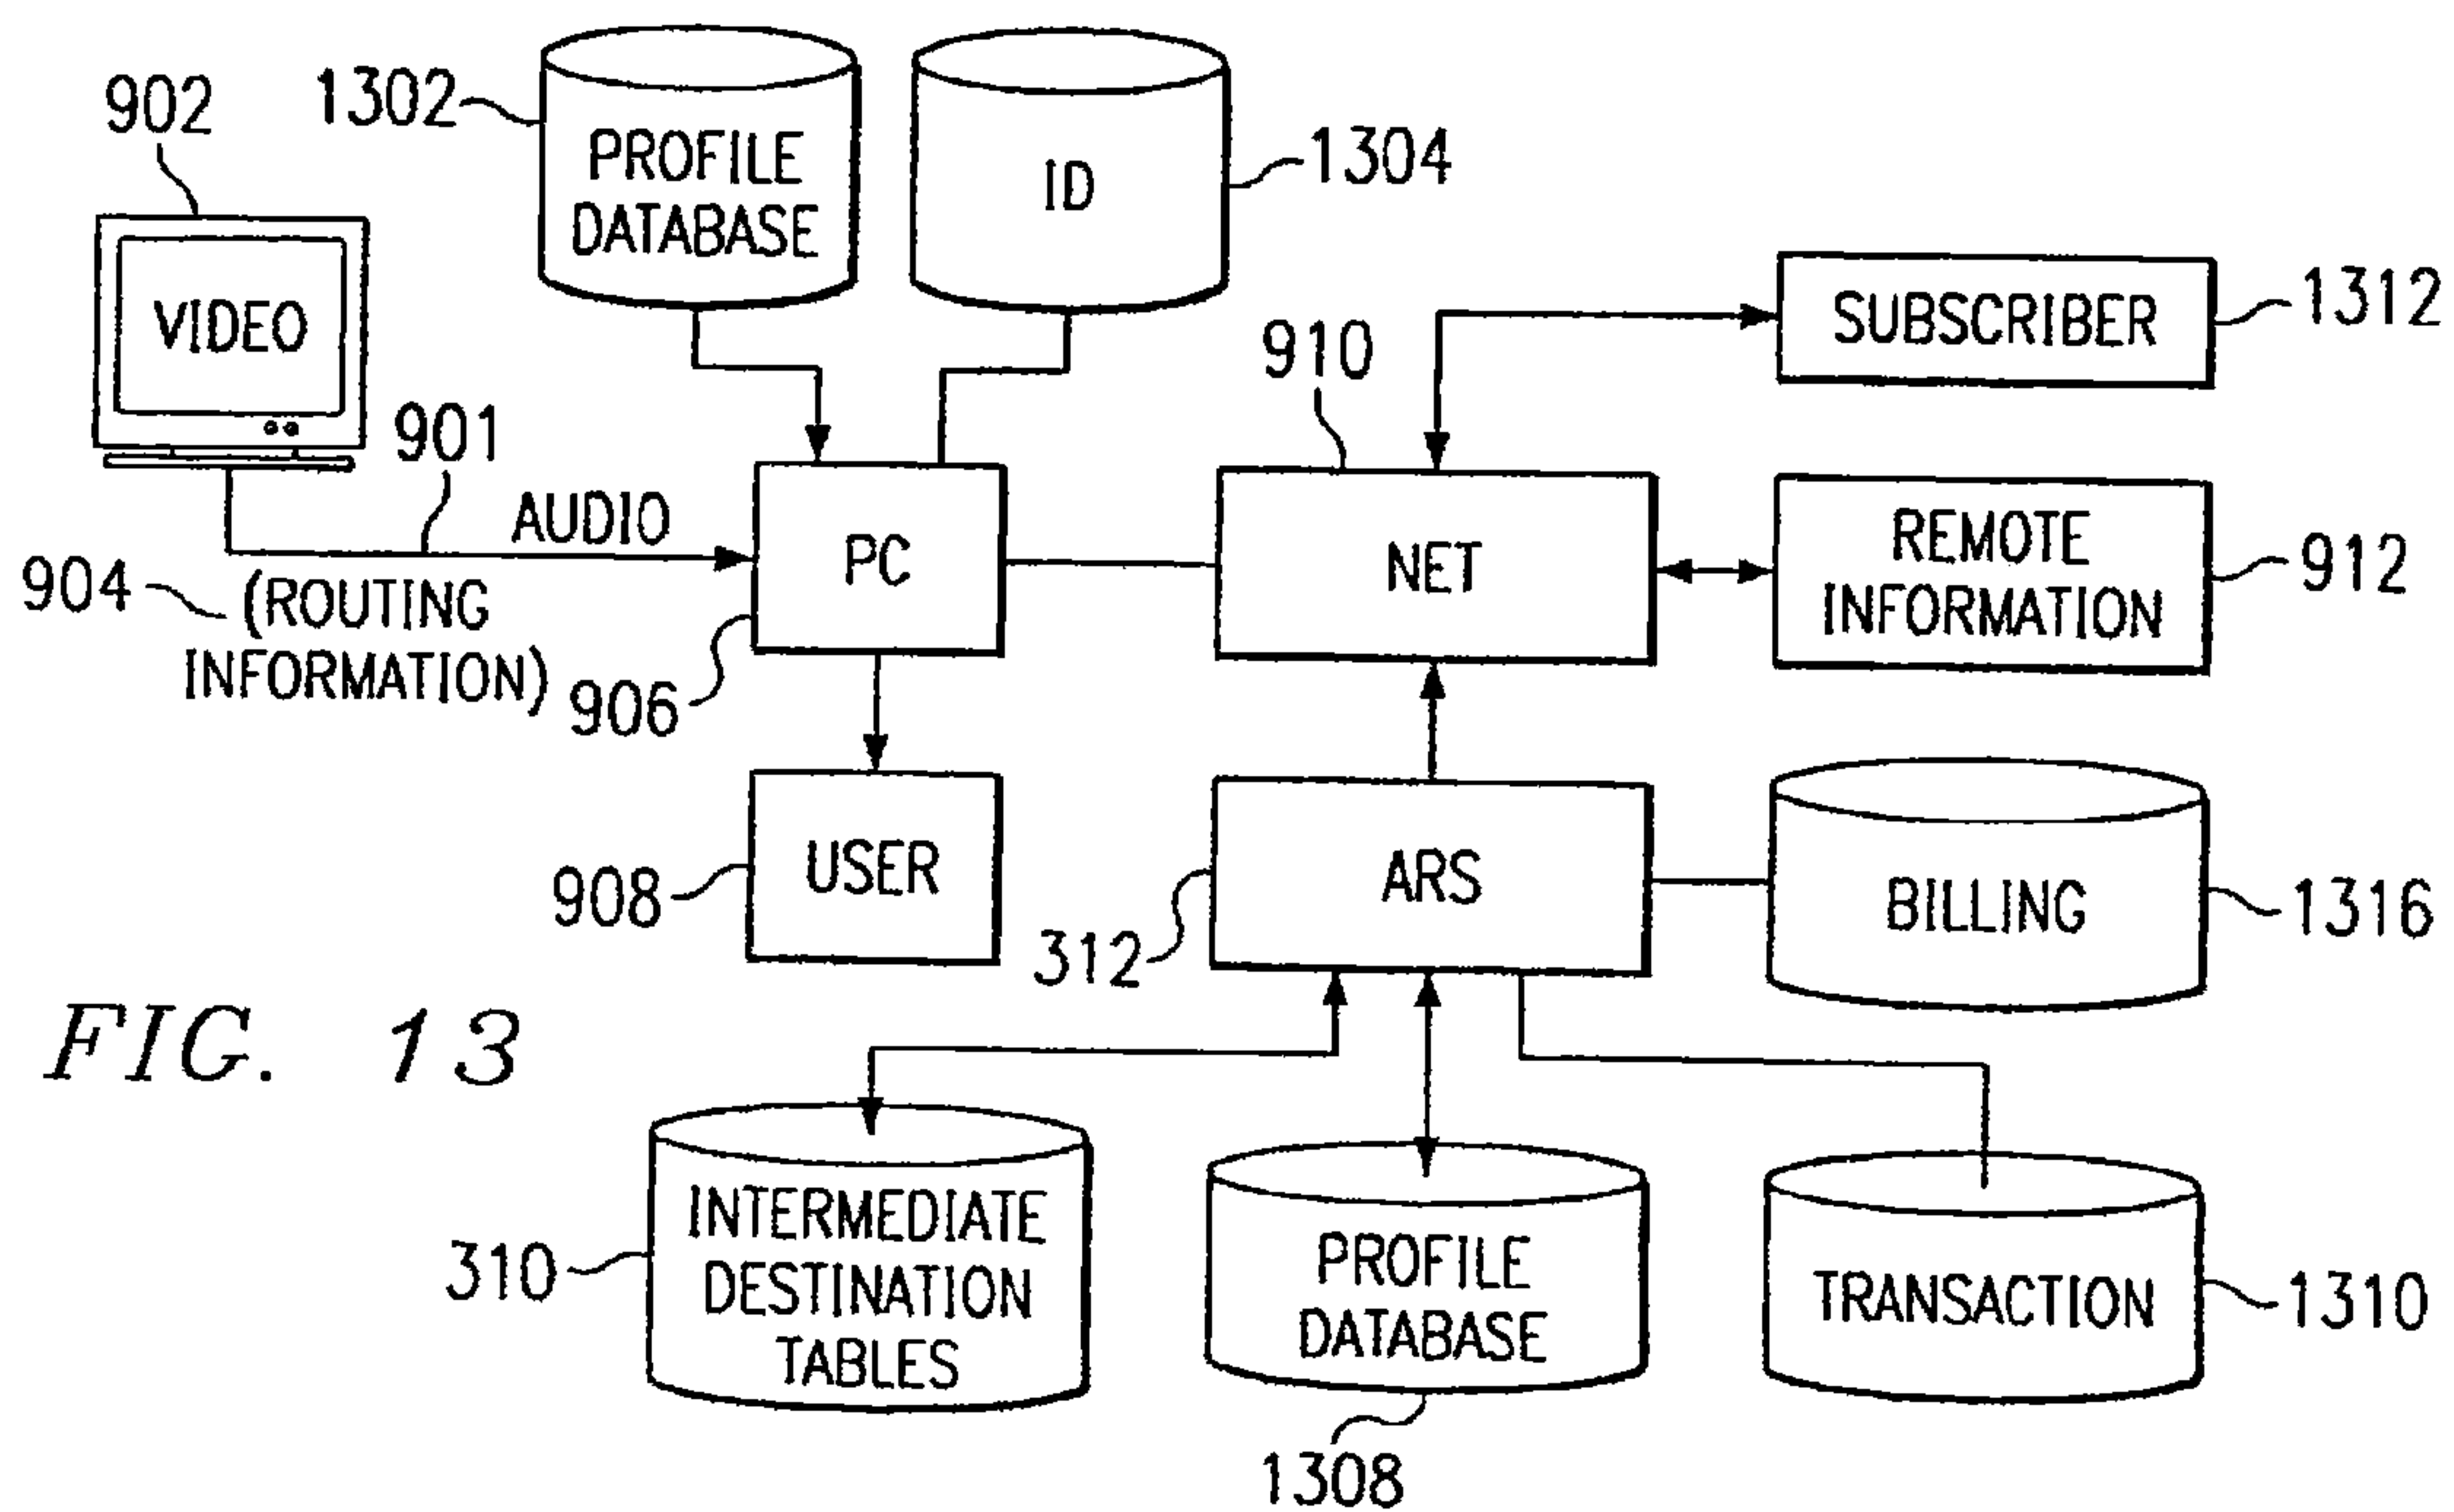 902
1302
PROFILE
DATABASE
ID
1304
VIDEO
901
AUDIO
904
(ROUTING
INFORMATION)
906
PC
910
NET
SUBSCRIBER
1312
REMOTE
INFORMATION
912
USER
908
ARS
312
BILLING
1316
FIG. 13
INTERMEDIATE
DESTINATION
TABLES
310
PROFILE
DATABASE
1308
TRANSACTION
1310